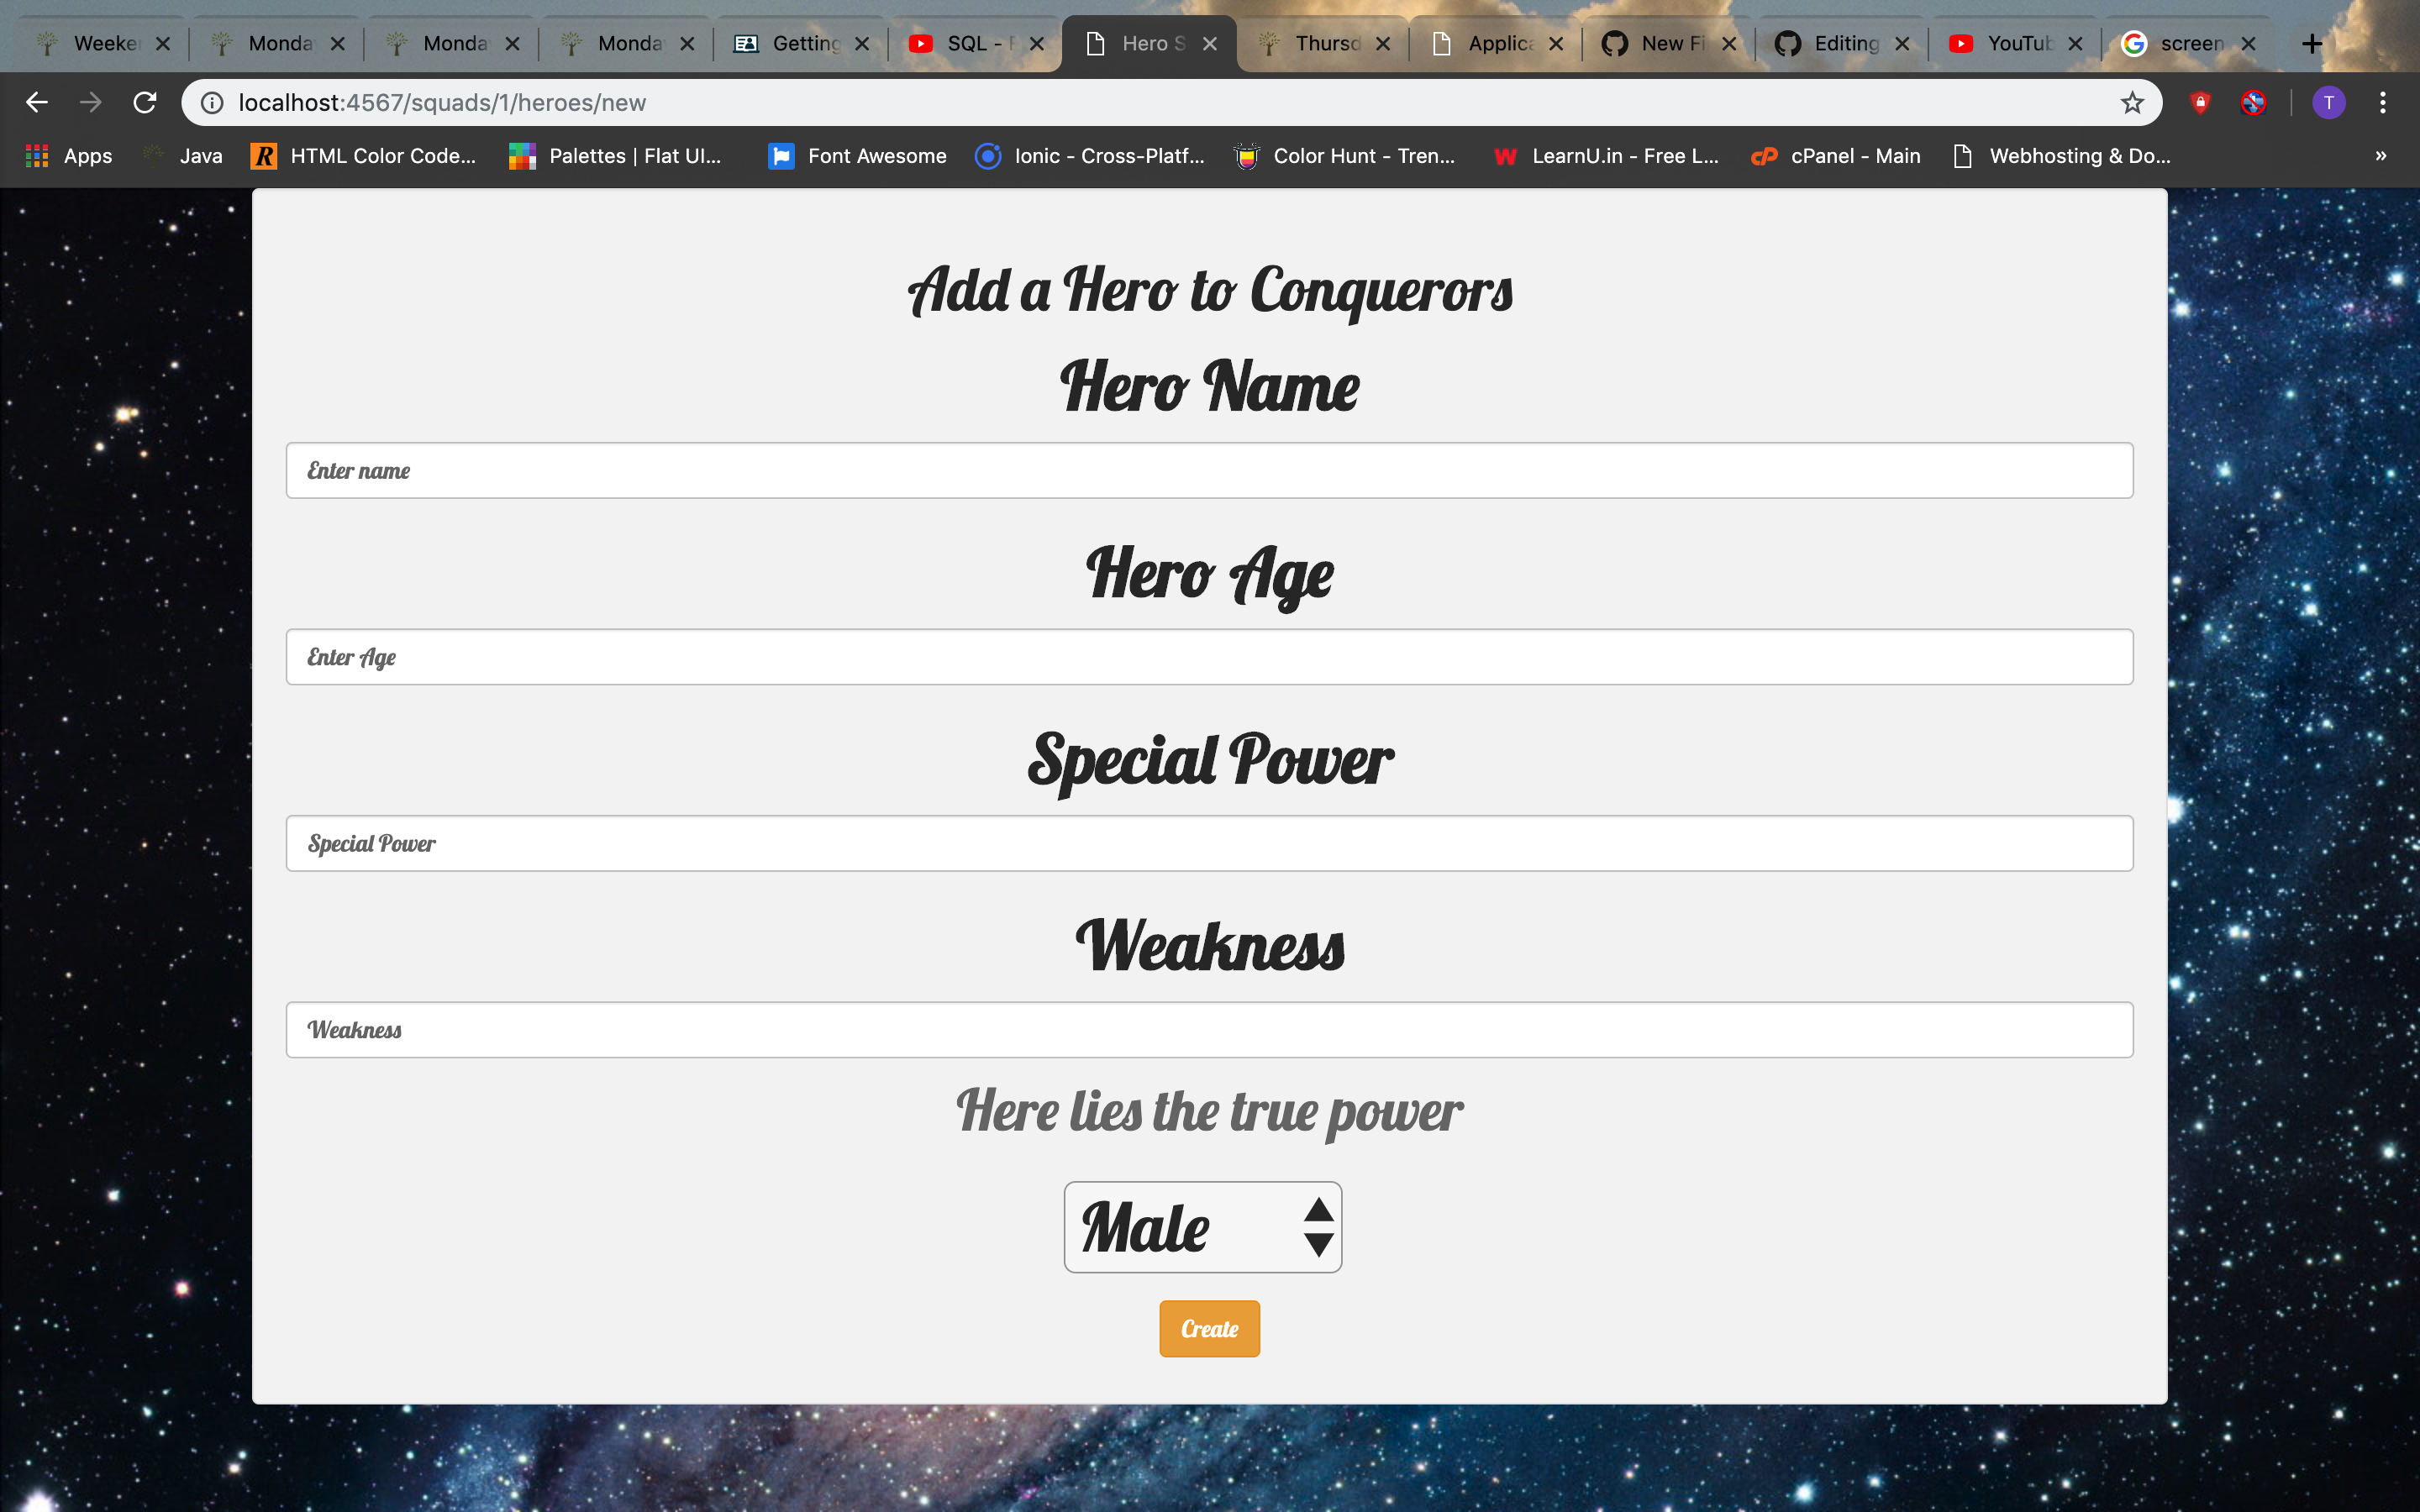 Weeke
Monda
Monda
Monda
Getting
SQL - F
Hero S
Thursd
Applica
New Fi
Editing
YouTub
screen
localhost:4567/squads/1/heroes/new
T
Apps
Java
HTML Color Code...
Palettes | Flat UI...
Font Awesome
Ionic - Cross-Platf...
Color Hunt - Tren...
LearnU.in - Free L...
cPanel - Main
Webhosting & Do...
»
Add a Hero to Conquerors
Hero Name
Enter name
Hero Age
Enter Age
Special Power
Special Power
Weakness
Weakness
Here lies the true power
Male
Create